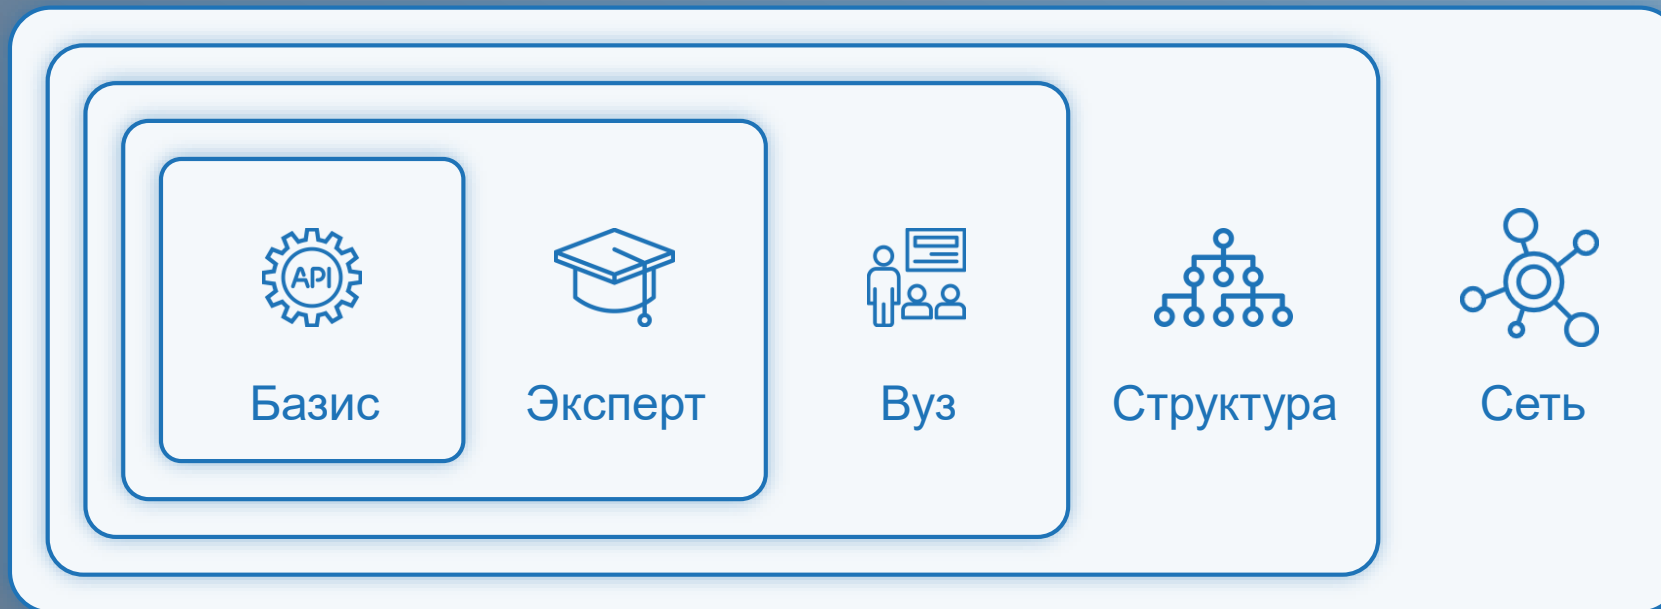 API
Базис
Эксперт
Вуз
Структура
Сеть